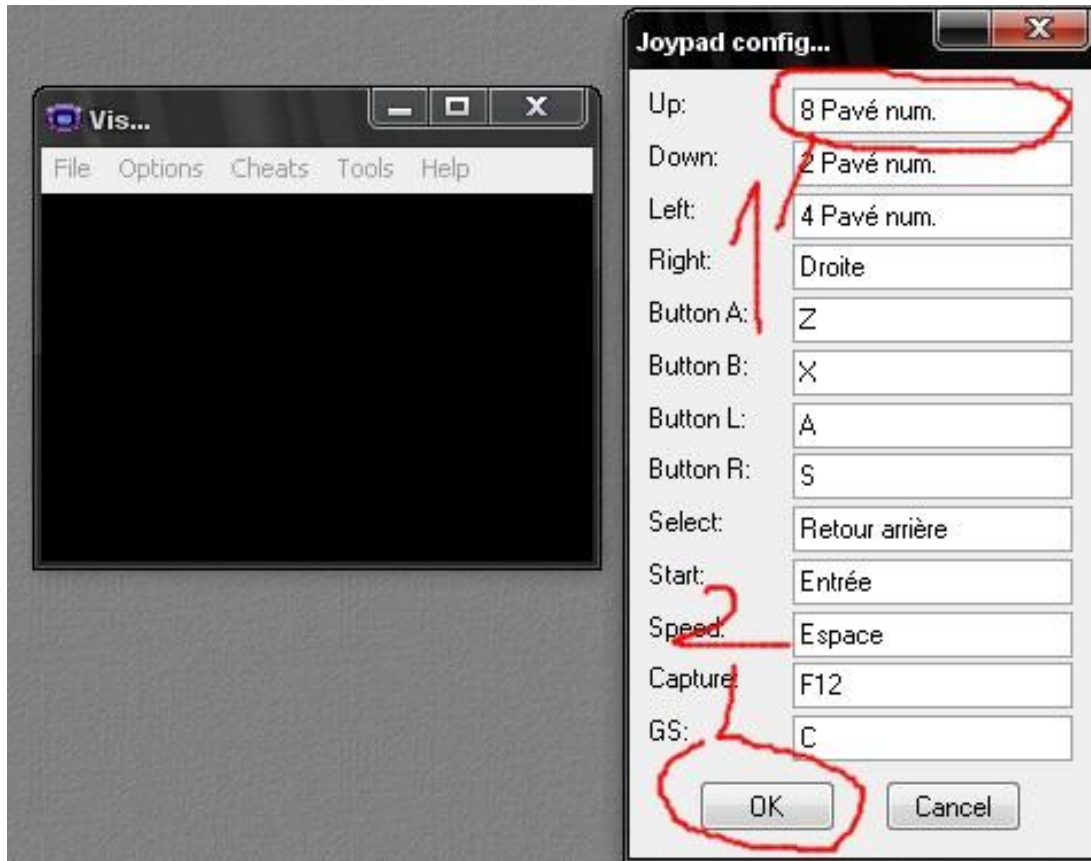 Vis...
File Options Cheats Tools Help
Joypad config...
Up: 8 Pavé num.
Down: 2 Pavé num.
Left: 4 Pavé num.
Right: Droite
Button A: Z
Button B: X
Button L: A
Button R: S
Select: Retour arrière
Start: Entrée
Speed: Espace
Capture: F12
GS: C
OK Cancel
1
2